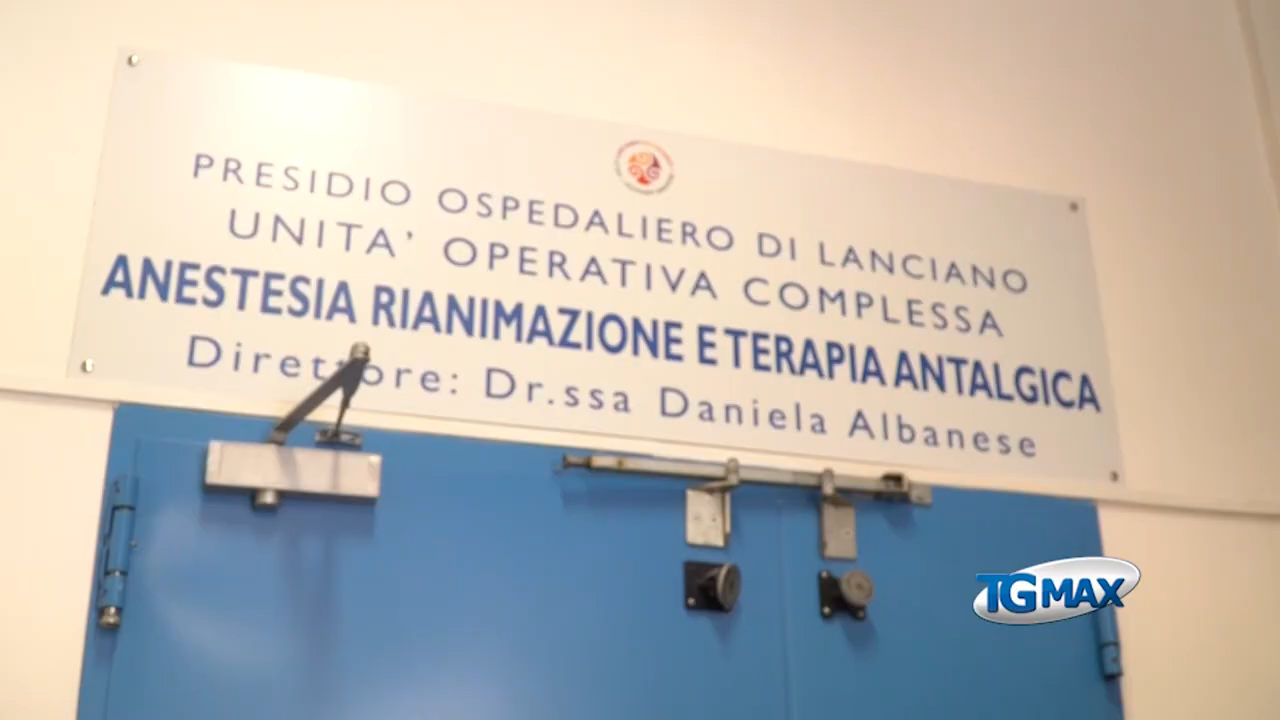 PRESIDIO OSPEDALIERO DI LANCIANO
UNITA' OPERATIVA COMPLESSA
ANESTESIA RIANIMAZIONE E TERAPIA ANTALGICA
Direttore: Dr.ssa Daniela Albanese
TGMAX